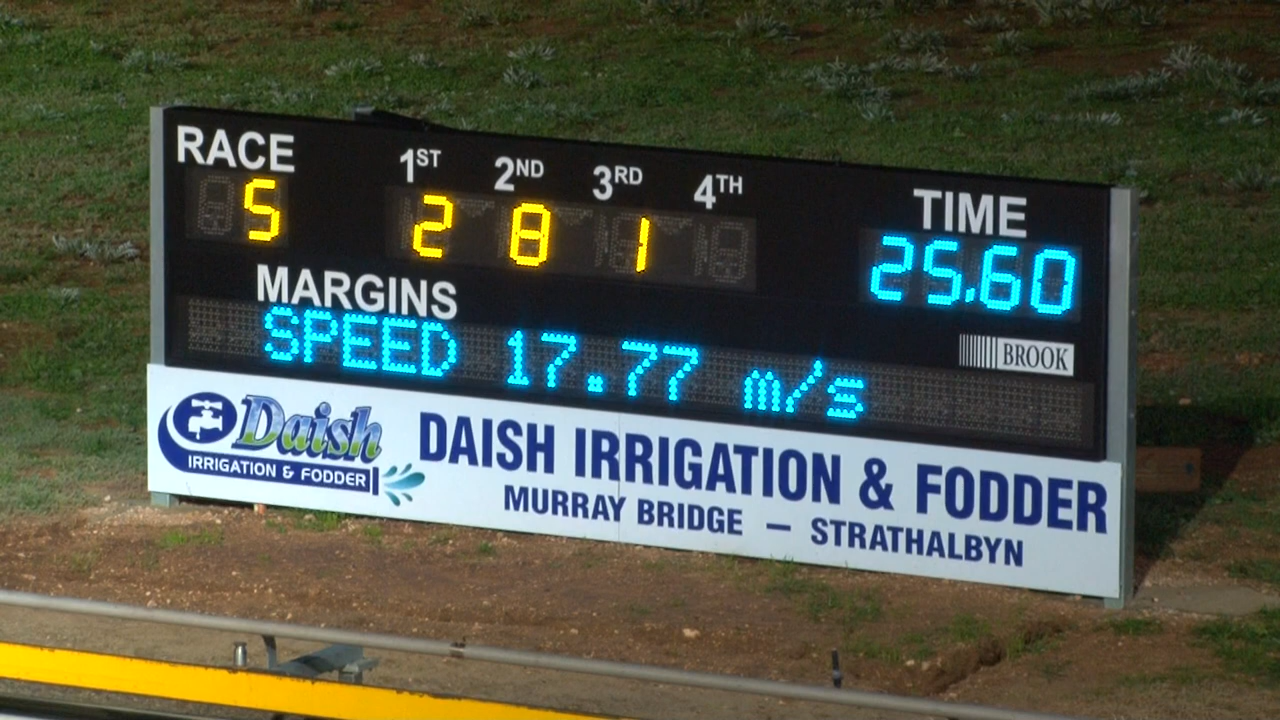 RACE 1ST 2ND 3RD 4TH TIME
5 2 8 1 25.60
MARGINS
SPEED 17.77 m/s
BROOK
Daish
IRRIGATION & FODDER
DAISH IRRIGATION & FODDER
MURRAY BRIDGE – STRATHALBYN